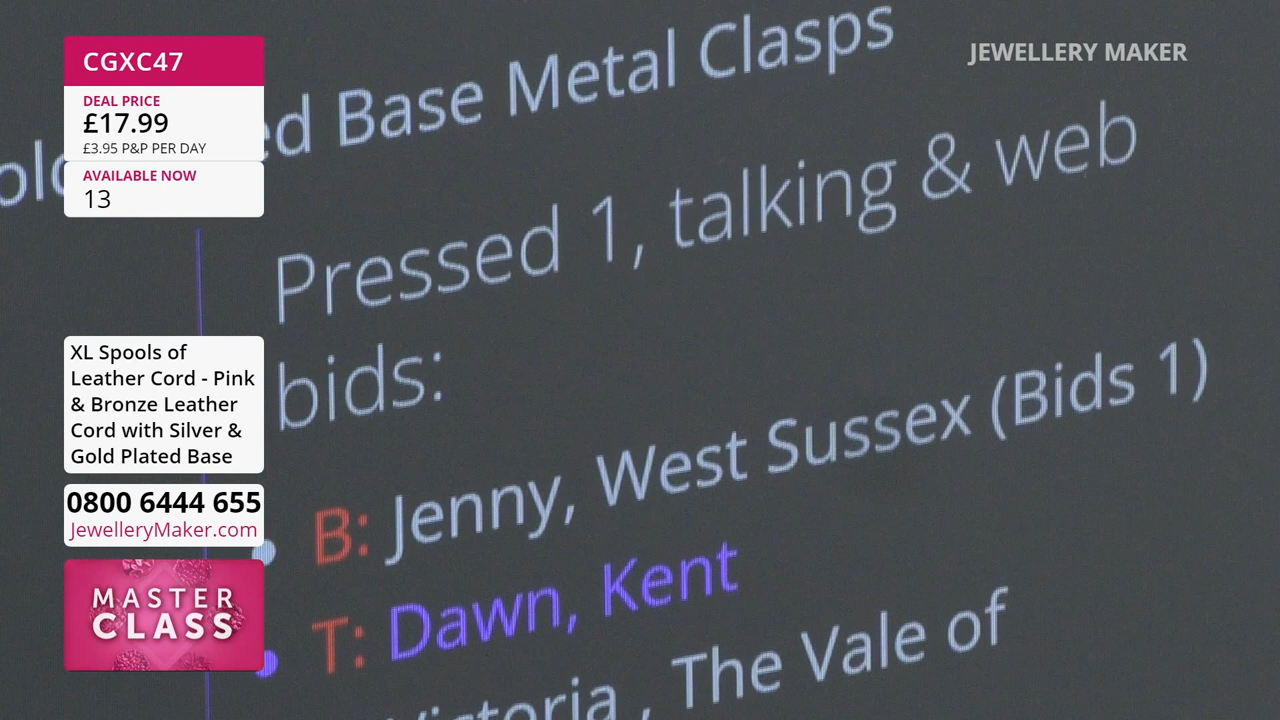 CGXC47
DEAL PRICE
£17.99
£3.95 P&P PER DAY
AVAILABLE NOW
13
XL Spools of
Leather Cord - Pink
& Bronze Leather
Cord with Silver &
Gold Plated Base
0800 6444 655
JewelleryMaker.com
MASTER
CLASS
JEWELLERY MAKER
Base Metal Clasps
Pressed 1, talking & web
bids:
B: Jenny, West Sussex (Bids 1)
T: Dawn, Kent
Victoria , The Vale of